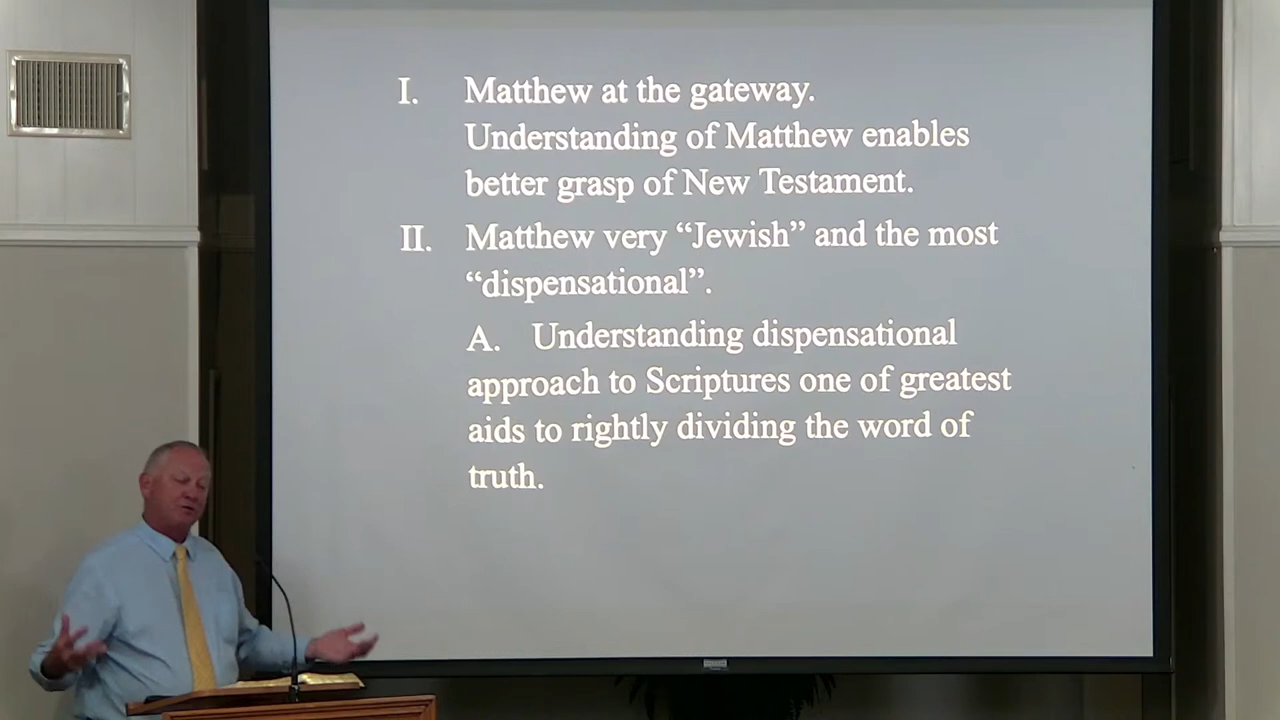 I. Matthew at the gateway.
Understanding of Matthew enables
better grasp of New Testament.
II. Matthew very “Jewish” and the most
“dispensational”.
A. Understanding dispensational
approach to Scriptures one of greatest
aids to rightly dividing the word of
truth.